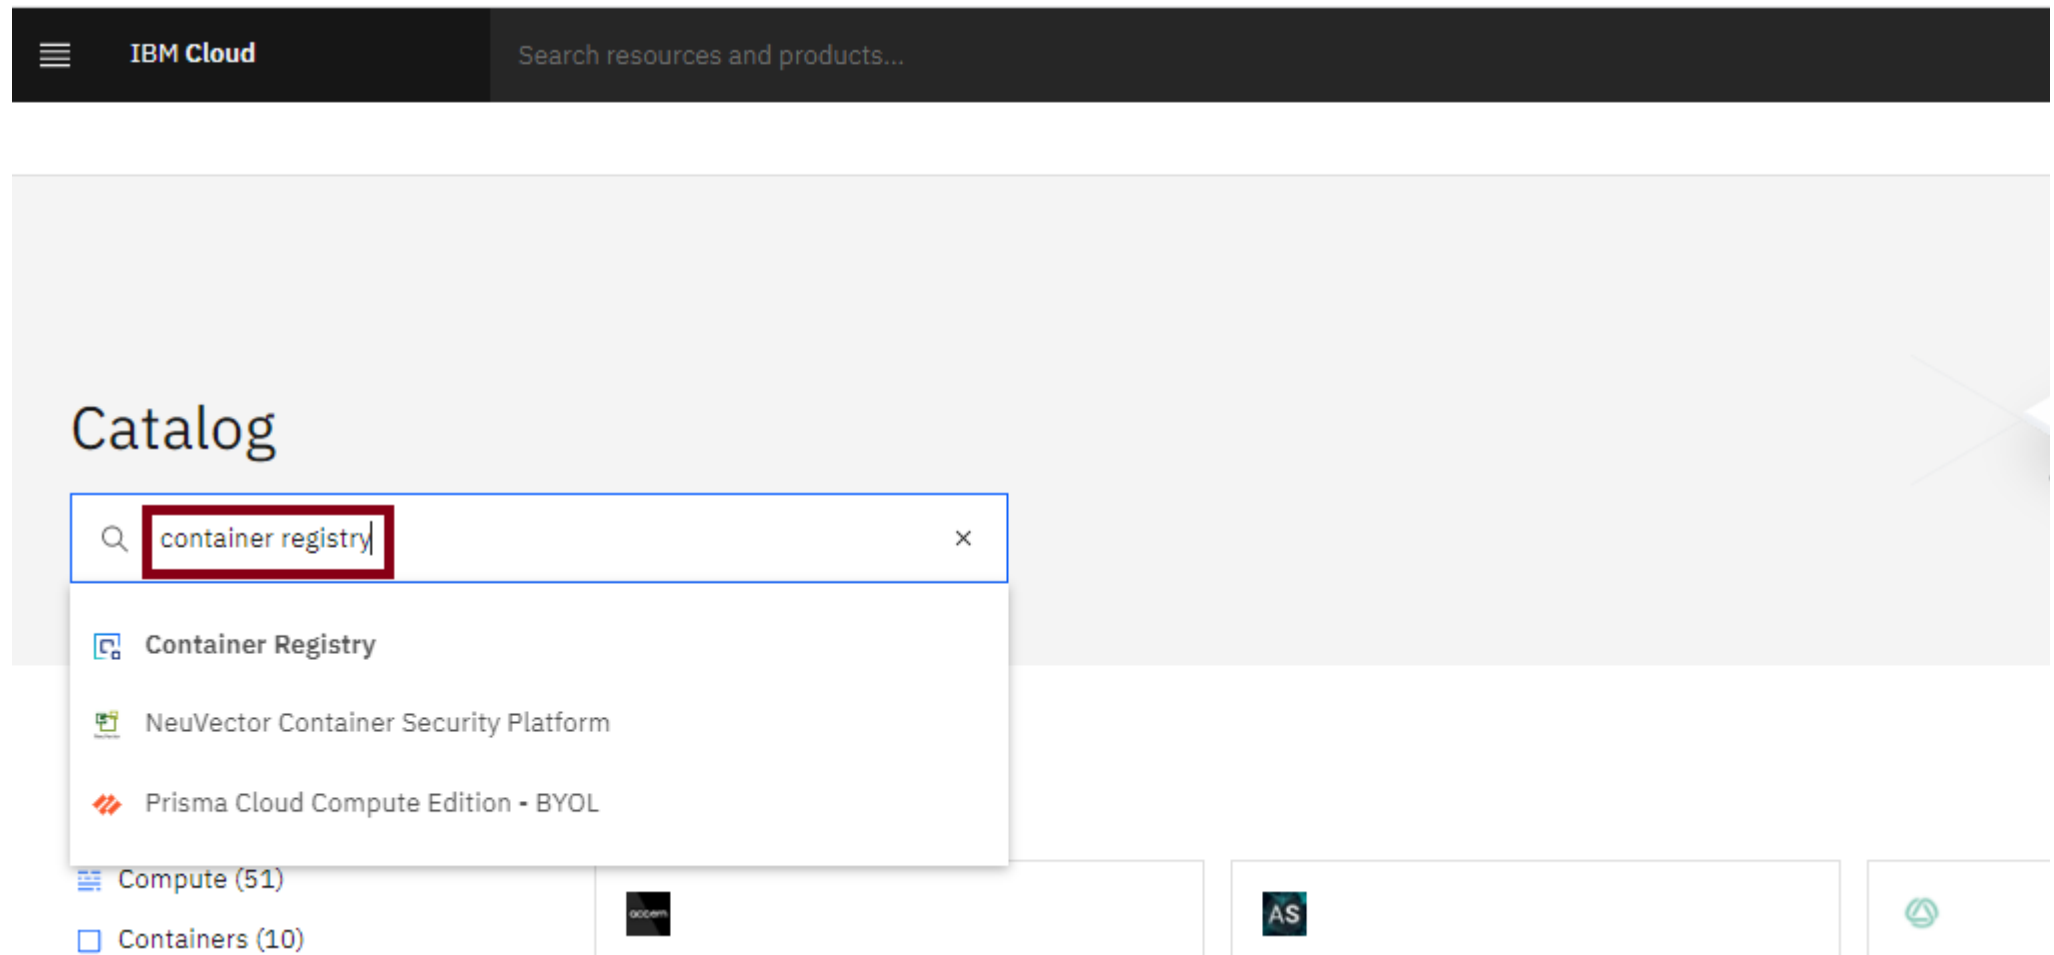 IBM Cloud
Search resources and products...
Catalog
container registry
Container Registry
NeuVector Container Security Platform
Prisma Cloud Compute Edition - BYOL
Compute (51)
accern
AS
Containers (10)